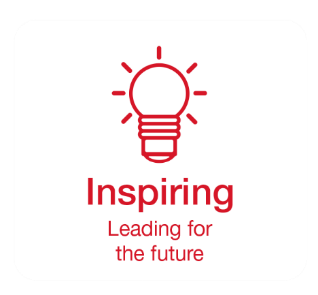 Inspiring
Leading for
the future